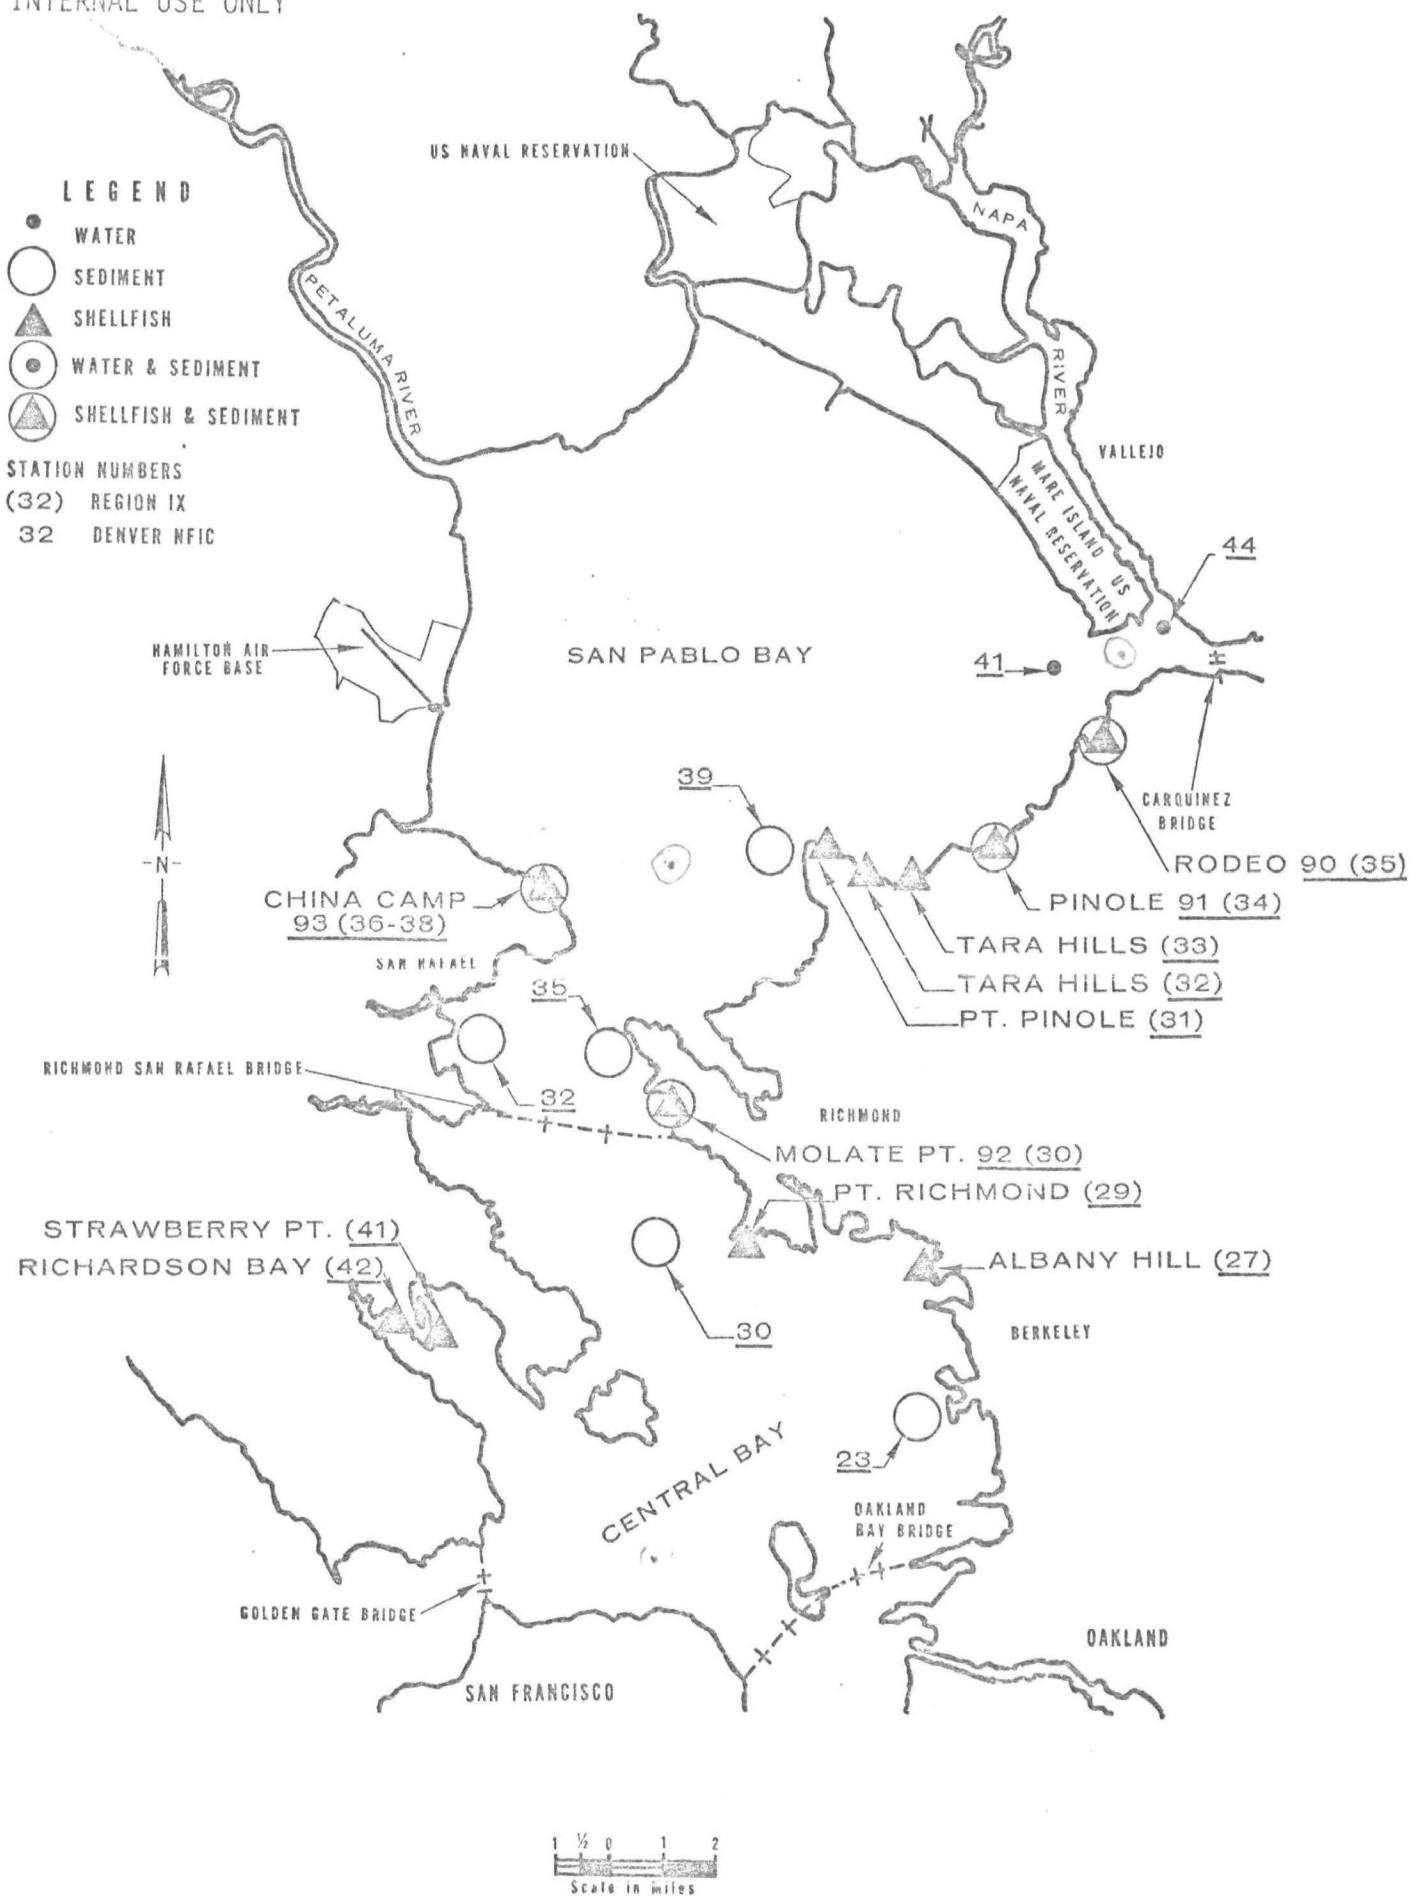 INTERNAL USE ONLY
US NAVAL RESERVATION
LEGEND
WATER
SEDIMENT
SHELLFISH
WATER & SEDIMENT
SHELLFISH & SEDIMENT
STATION NUMBERS
(32) REGION IX
32 DENVER NFIC
PETALUMA RIVER
NAPA
RIVER
VALLEJO
MARE ISLAND US
NAVAL RESERVATION
44
HAMILTON AIR
FORCE BASE
SAN PABLO BAY
41
39
CARQUINEZ
BRIDGE
-N-
RODEO 90 (35)
CHINA CAMP
93 (36-38)
PINOLE 91 (34)
TARA HILLS (33)
SAN RAFAEL
TARA HILLS (32)
35
PT. PINOLE (31)
RICHMOND SAN RAFAEL BRIDGE
32
RICHMOND
MOLATE PT. 92 (30)
PT. RICHMOND (29)
STRAWBERRY PT. (41)
RICHARDSON BAY (42)
ALBANY HILL (27)
30
BERKELEY
CENTRAL BAY
23
OAKLAND
BAY BRIDGE
GOLDEN GATE BRIDGE
OAKLAND
SAN FRANCISCO
1 ½ 0 1 2
Scale in miles